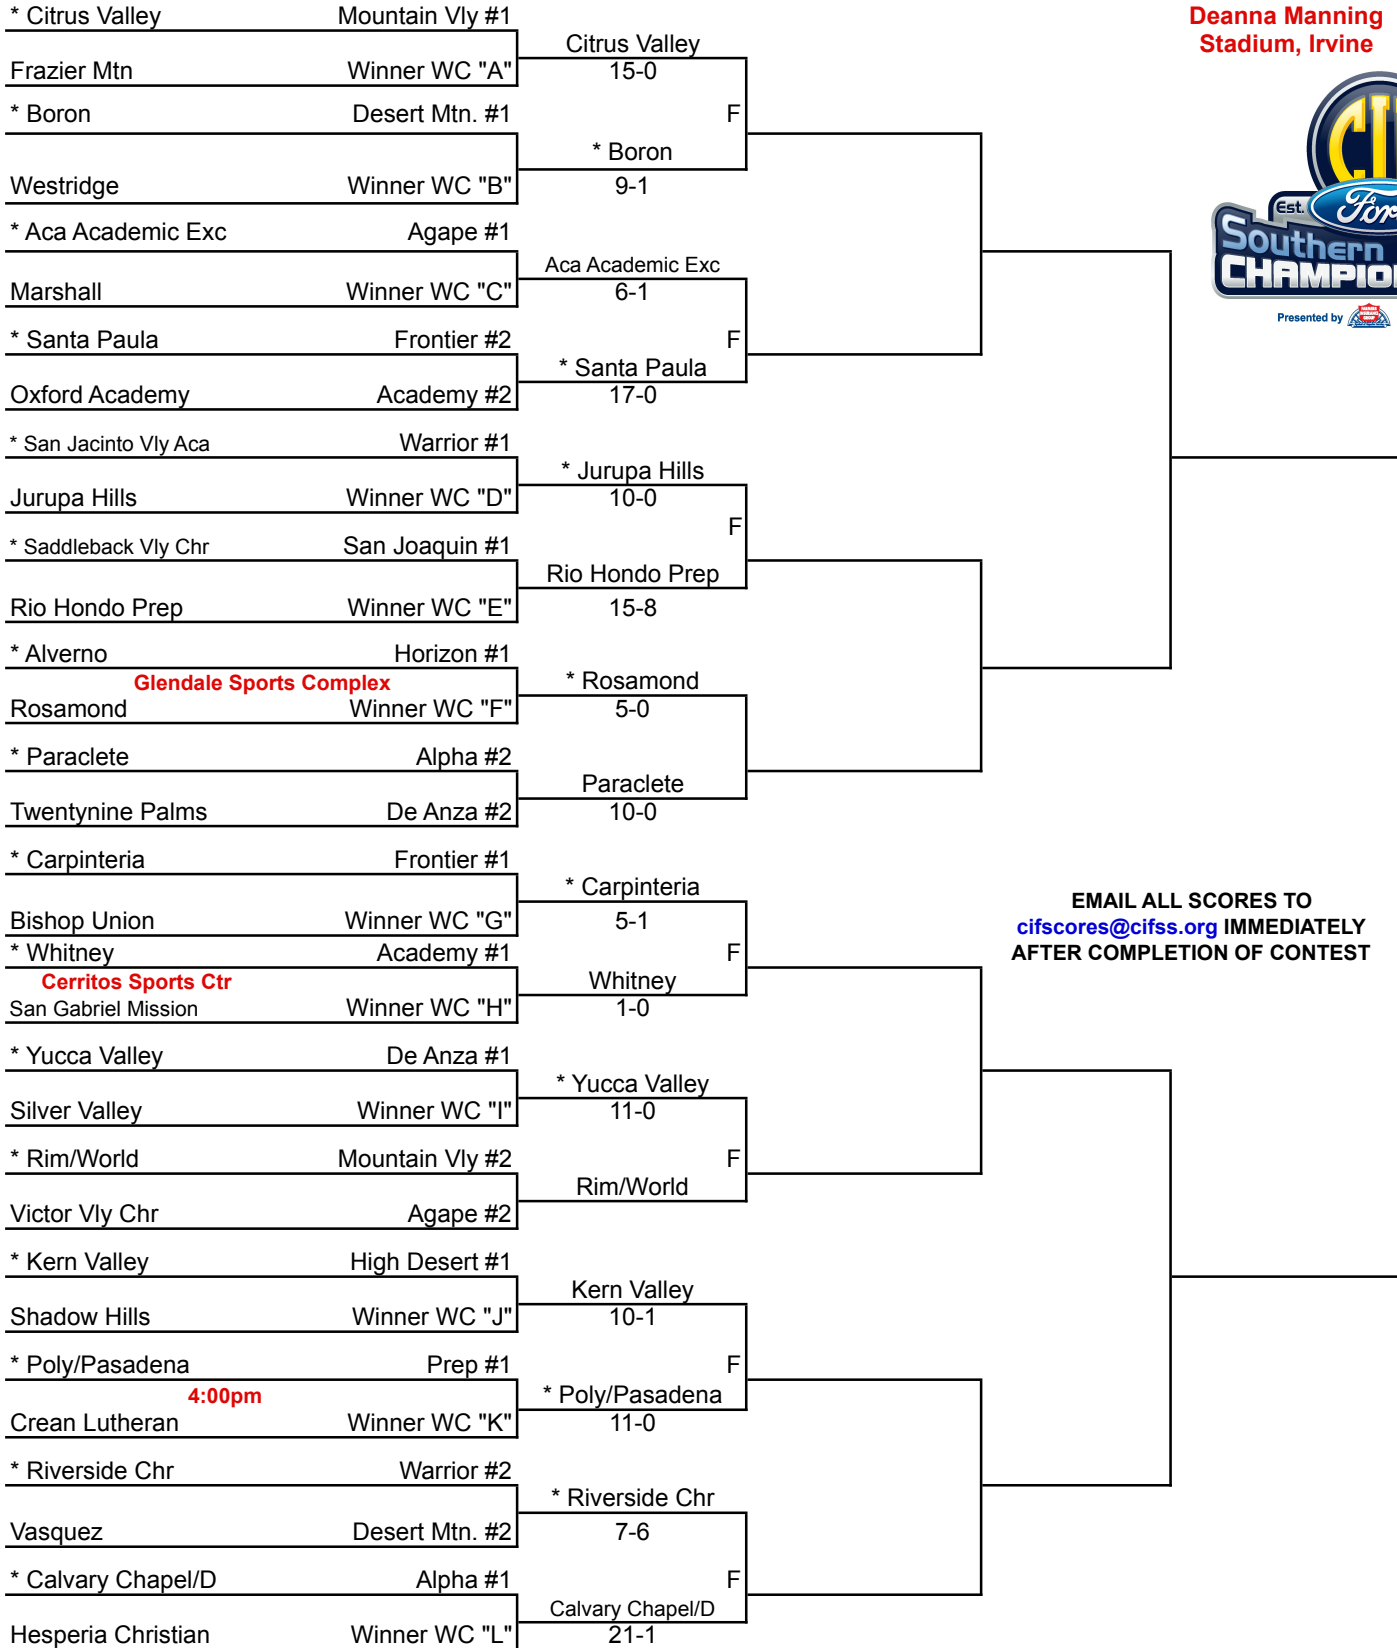 * Citrus Valley Mountain Vly #1
Deanna Manning
Stadium, Irvine
Citrus Valley
Frazier Mtn Winner WC "A"
15-0
* Boron Desert Mtn. #1
F
* Boron
Westridge Winner WC "B"
9-1
Est.
Ford
Southern
* Aca Academic Exc Agape #1
Aca Academic Exc
Marshall Winner WC "C"
6-1
Presented by
* Santa Paula Frontier #2
F
* Santa Paula
Oxford Academy Academy #2
17-0
* San Jacinto Vly Aca Warrior #1
* Jurupa Hills
Jurupa Hills Winner WC "D"
10-0
F
* Saddleback Vly Chr San Joaquin #1
Rio Hondo Prep
Rio Hondo Prep Winner WC "E"
15-8
* Alverno Horizon #1
Glendale Sports Complex
* Rosamond
Rosamond Winner WC "F"
5-0
* Paraclete Alpha #2
Paraclete
Twentynine Palms De Anza #2
10-0
* Carpinteria Frontier #1
* Carpinteria
Bishop Union Winner WC "G"
5-1
EMAIL ALL SCORES TO
cifscores@cifss.org IMMEDIATELY
AFTER COMPLETION OF CONTEST
* Whitney Academy #1
F
Cerritos Sports Ctr
Whitney
San Gabriel Mission Winner WC "H"
1-0
* Yucca Valley De Anza #1
* Yucca Valley
Silver Valley Winner WC "I"
11-0
* Rim/World Mountain Vly #2
F
Rim/World
Victor Vly Chr Agape #2
* Kern Valley High Desert #1
Kern Valley
Shadow Hills Winner WC "J"
10-1
* Poly/Pasadena Prep #1
F
4:00pm
* Poly/Pasadena
Crean Lutheran Winner WC "K"
11-0
* Riverside Chr Warrior #2
* Riverside Chr
Vasquez Desert Mtn. #2
7-6
* Calvary Chapel/D Alpha #1
F
Calvary Chapel/D
Hesperia Christian Winner WC "L"
21-1